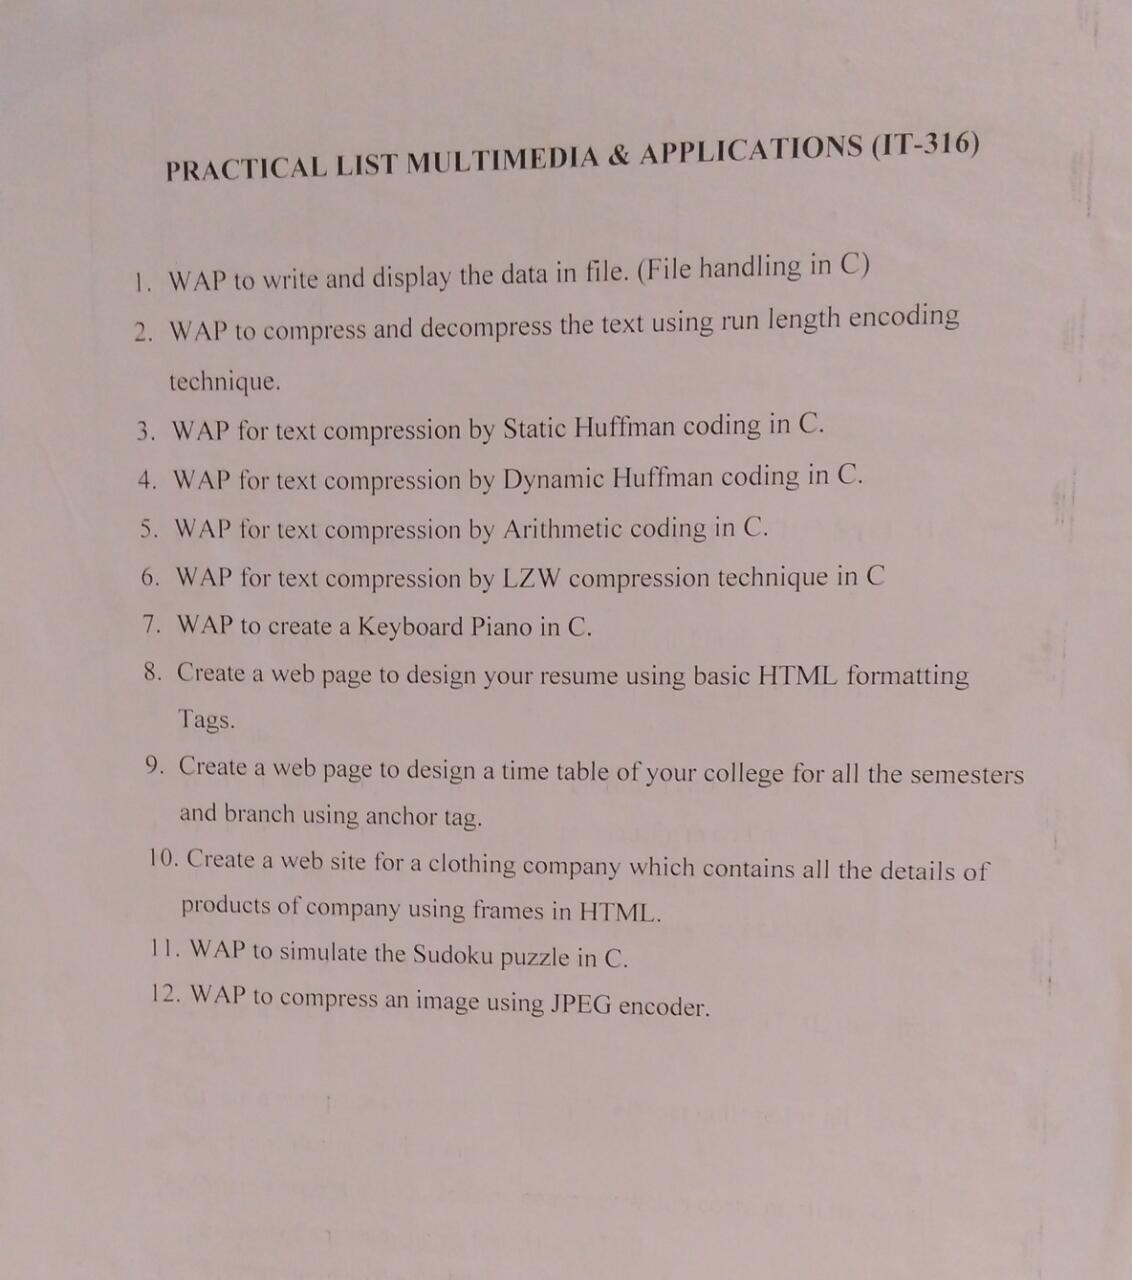 PRACTICAL LIST MULTIMEDIA & APPLICATIONS (IT-316)
1. WAP to write and display the data in file. (File handling in C)
2. WAP to compress and decompress the text using run length encoding
technique.
3. WAP for text compression by Static Huffman coding in C.
4. WAP for text compression by Dynamic Huffman coding in C.
5. WAP for text compression by Arithmetic coding in C.
6. WAP for text compression by LZW compression technique in C
7. WAP to create a Keyboard Piano in C.
8. Create a web page to design your resume using basic HTML formatting
Tags.
9. Create a web page to design a time table of your college for all the semesters
and branch using anchor tag.
10. Create a web site for a clothing company which contains all the details of
products of company using frames in HTML.
11. WAP to simulate the Sudoku puzzle in C.
12. WAP to compress an image using JPEG encoder.